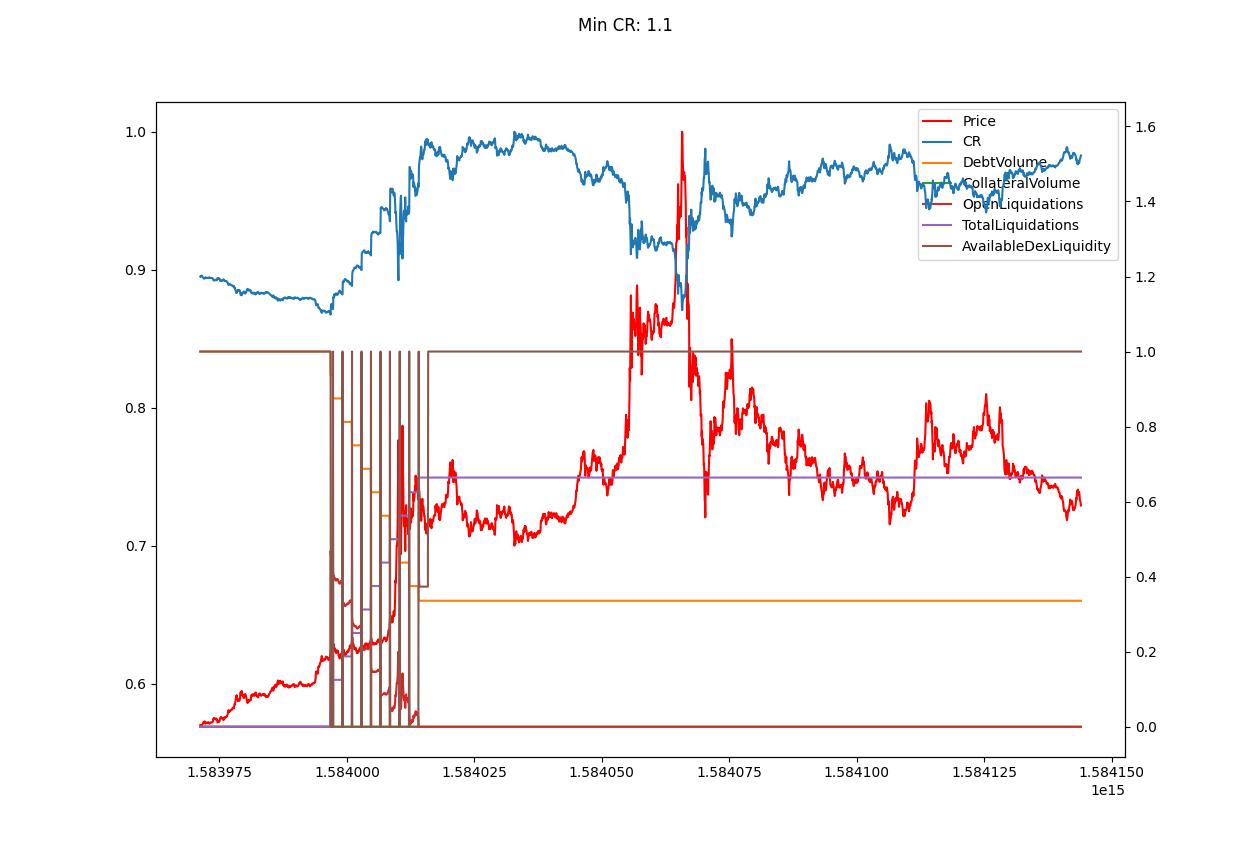 Min CR: 1.1
Price
CR
DebtVolume
CollateralVolume
OpenLiquidations
TotalLiquidations
AvailableDexLiquidity
1.0
0.9
0.8
0.7
0.6
1.6
1.4
1.2
1.0
0.8
0.6
0.4
0.2
0.0
1.583975 1.584000 1.584025 1.584050 1.584075 1.584100 1.584125 1.584150
1e15